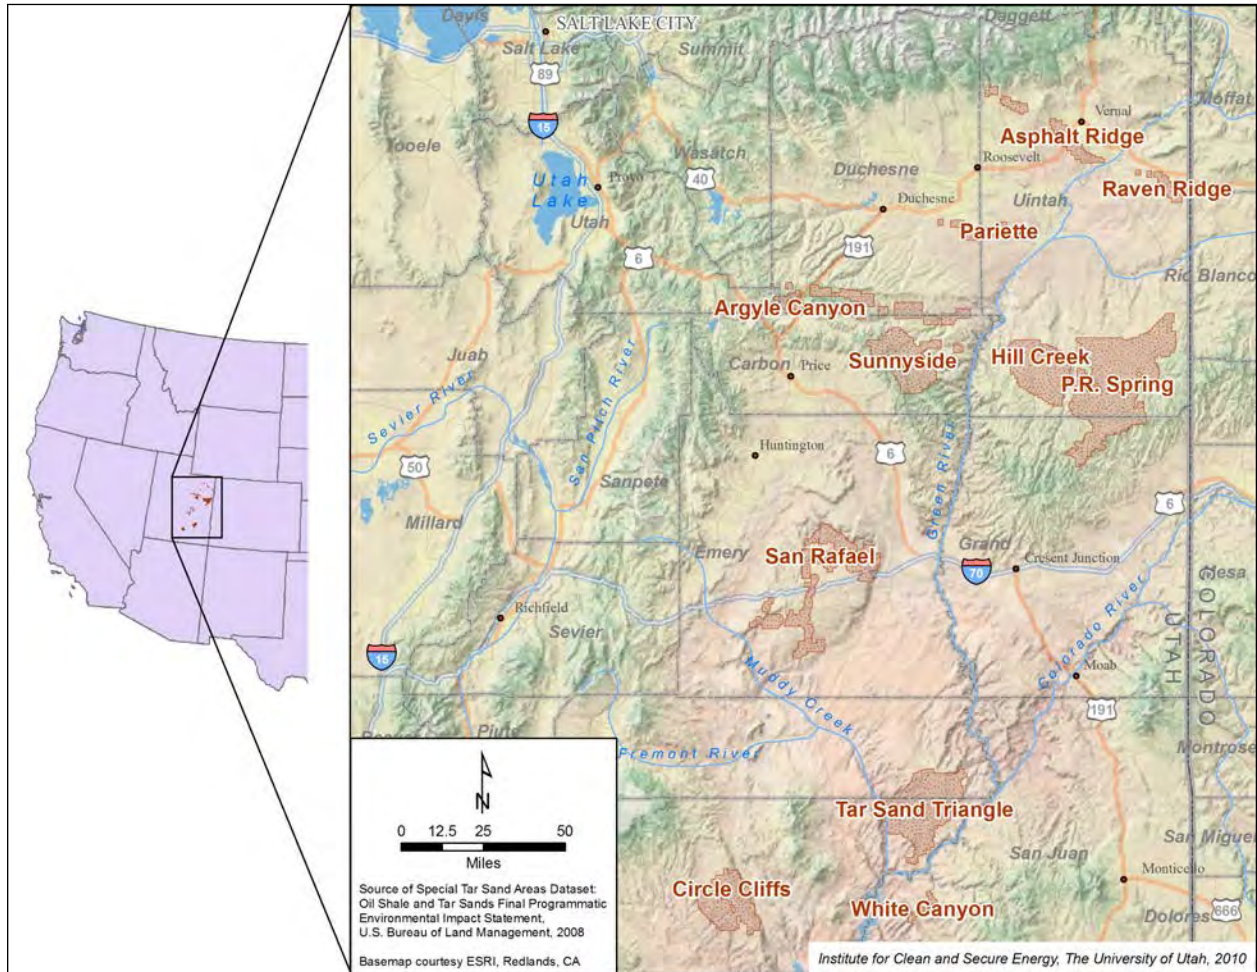 Davis
SALT LAKE CITY
Daggett
Salt Lake
Summit
89
Moffat
Vernal
15
Asphalt Ridge
Tooele
Wasatch
Roosevelt
Duchesne
40
Raven Ridge
Utah
Lake
Provo
Duchesne
Uintah
Utah
Pariette
191
6
Rio Blanco
Argyle Canyon
Juab
Carbon
Price
Sunnyside
Hill Creek
P.R. Spring
Sevier River
San Pitch River
Huntington
50
6
Sanpete
Green River
6
Millard
Emery
San Rafael
Grand
70
Cresent Junction
Mesa
COLORADO
UTAH
Richfield
Sevier
15
Colorado River
Moab
Muddy Creek
191
Piute
Fremont River
Montrose
N
Tar Sand Triangle
0 12.5 25 50
Miles
San Miguel
San Juan
Monticello
Circle Cliffs
White Canyon
Dolores
666
Source of Special Tar Sand Areas Dataset:
Oil Shale and Tar Sands Final Programmatic
Environmental Impact Statement,
U.S. Bureau of Land Management, 2008
Basemap courtesy ESRI, Redlands, CA
Institute for Clean and Secure Energy, The University of Utah, 2010